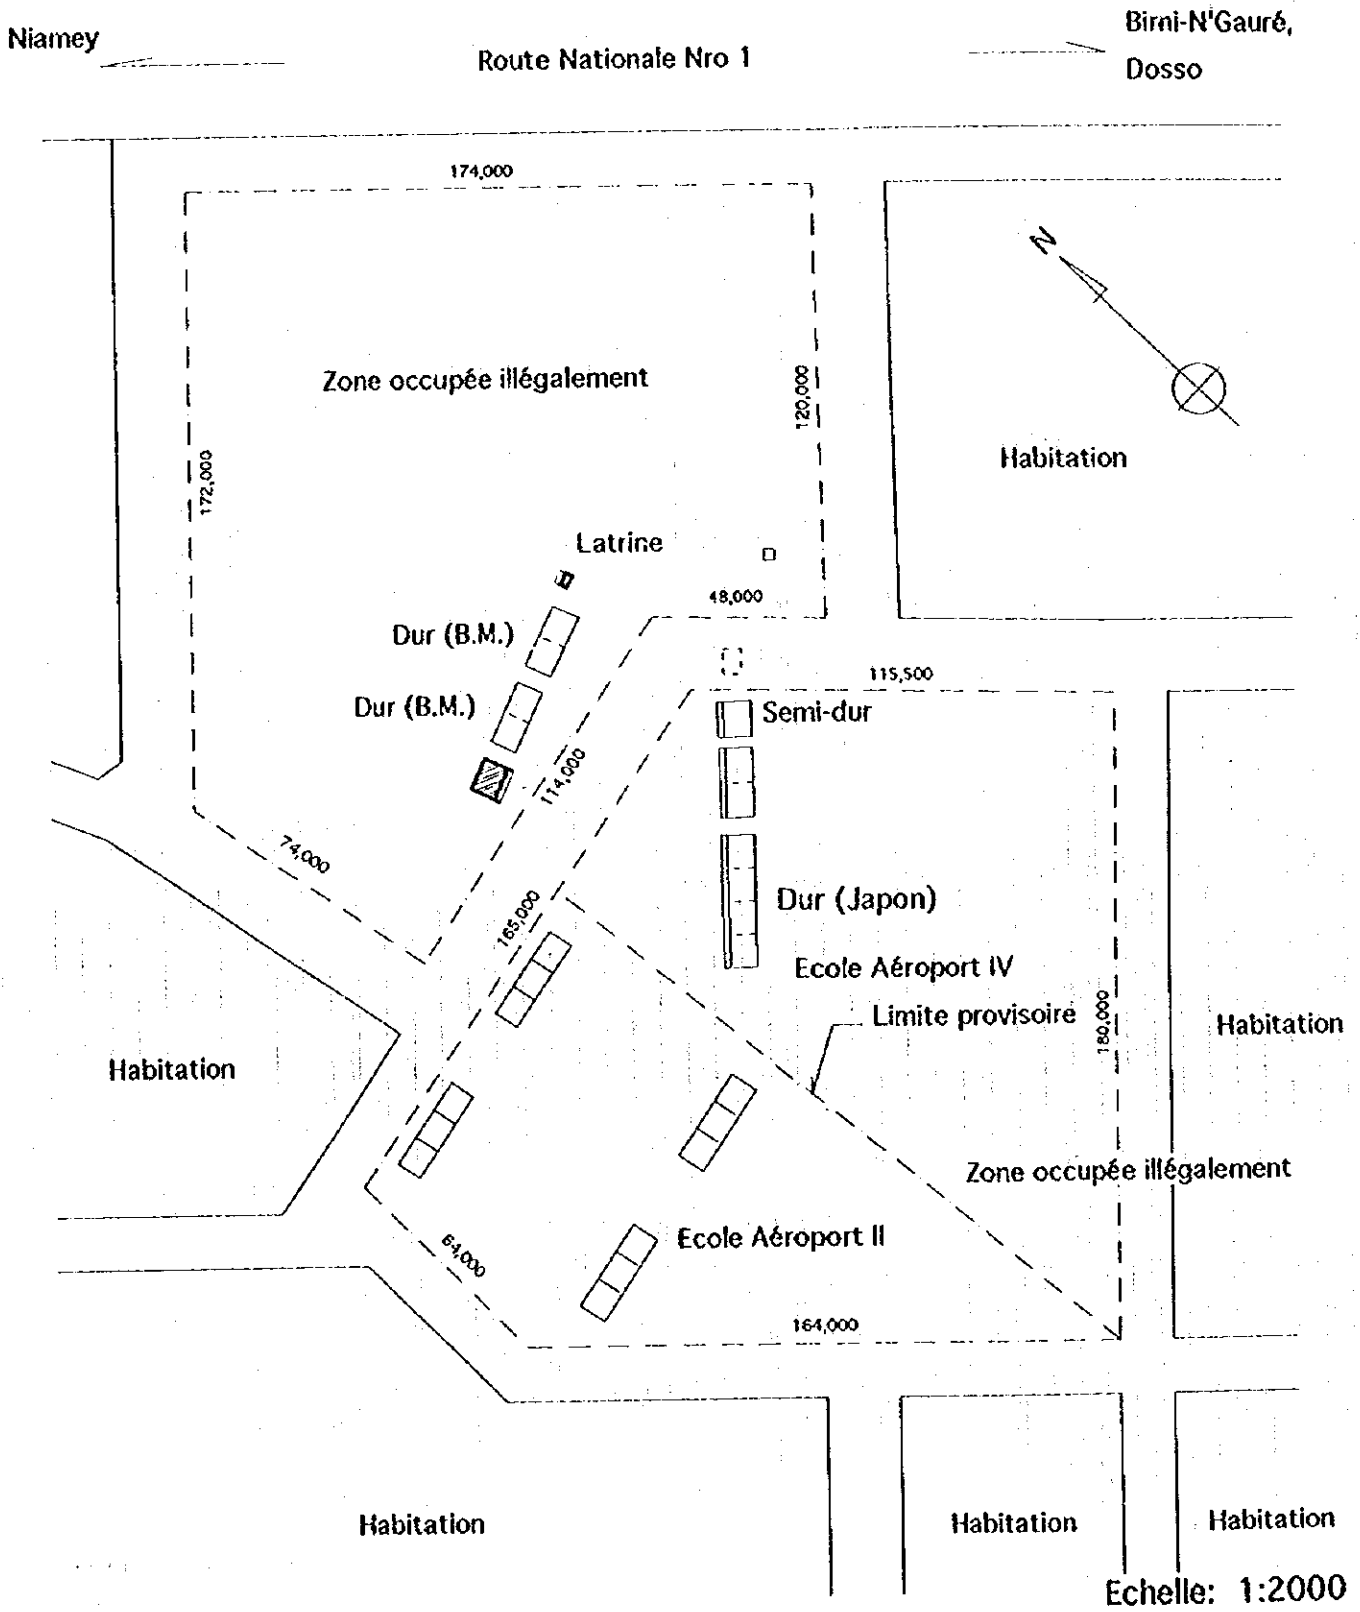 Niamey
Route Nationale Nro 1
Birni-N'Gauré,
Dosso
174,000
N
Zone occupée illégalement
120,000
Habitation
172,000
Latrine
48,000
Dur (B.M.)
115,500
Dur (B.M.)
Semi-dur
114,000
74,000
165,000
Dur (Japon)
Ecole Aéroport IV
Limite provisoire
180,000
Habitation
Habitation
Zone occupée illégalement
Ecole Aéroport II
64,000
164,000
Habitation
Habitation
Habitation
Echelle: 1:2000